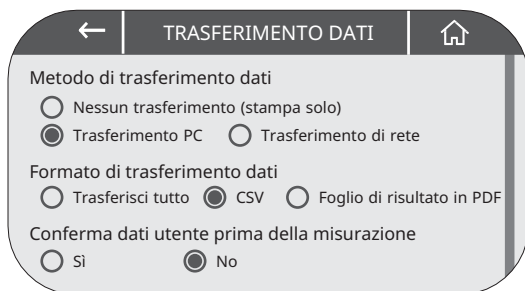 TRASFERIMENTO DATI
Metodo di trasferimento dati
Nessun trasferimento (stampa solo)
Trasferimento PC Trasferimento di rete
Formato di trasferimento dati
Trasferisci tutto CSV Foglio di risultato in PDF
Conferma dati utente prima della misurazione
Sì No